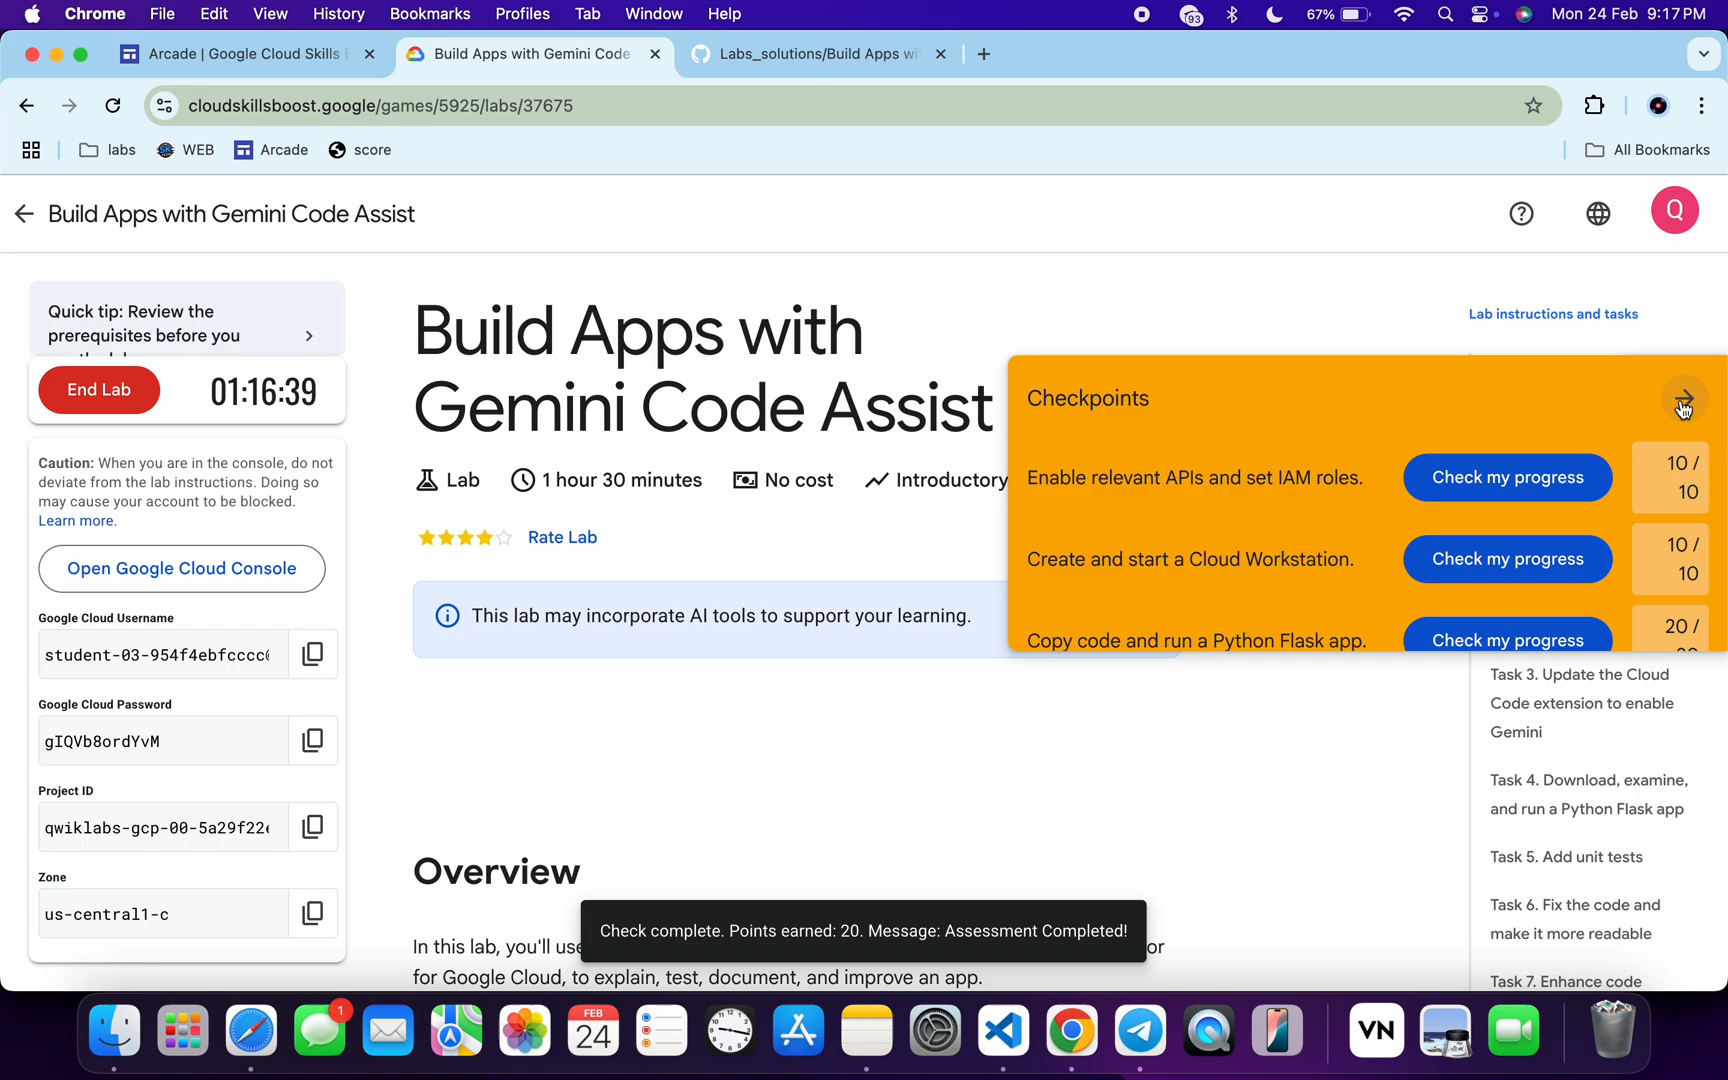 Chrome File Edit View History Bookmarks Profiles Tab Window Help
93 67% Mon 24 Feb 9:17 PM
Arcade | Google Cloud Skills
Build Apps with Gemini Code
Labs_solutions/Build Apps wi
cloudskillsboost.google/games/5925/labs/37675
labs WEB Arcade score All Bookmarks
Build Apps with Gemini Code Assist
Q
Quick tip: Review the
prerequisites before you
End Lab 01:16:39
Caution: When you are in the console, do not
deviate from the lab instructions. Doing so
may cause your account to be blocked.
Learn more.
Open Google Cloud Console
Google Cloud Username
student-03-954f4ebfcccc
Google Cloud Password
gIQVb8ordYvM
Project ID
qwiklabs-gcp-00-5a29f22
Zone
us-central1-c
Build Apps with
Gemini Code Assist
Lab 1 hour 30 minutes No cost Introductory
Rate Lab
This lab may incorporate AI tools to support your learning.
Overview
In this lab, you'll use
or
for Google Cloud, to explain, test, document, and improve an app.
Check complete. Points earned: 20. Message: Assessment Completed!
Lab instructions and tasks
Checkpoints
Enable relevant APIs and set IAM roles. Check my progress 10 /
10
Create and start a Cloud Workstation. Check my progress 10 /
10
Copy code and run a Python Flask app. Check my progress 20 /
Task 3. Update the Cloud
Code extension to enable
Gemini
Task 4. Download, examine,
and run a Python Flask app
Task 5. Add unit tests
Task 6. Fix the code and
make it more readable
Task 7. Enhance code
1
FEB
24
VN